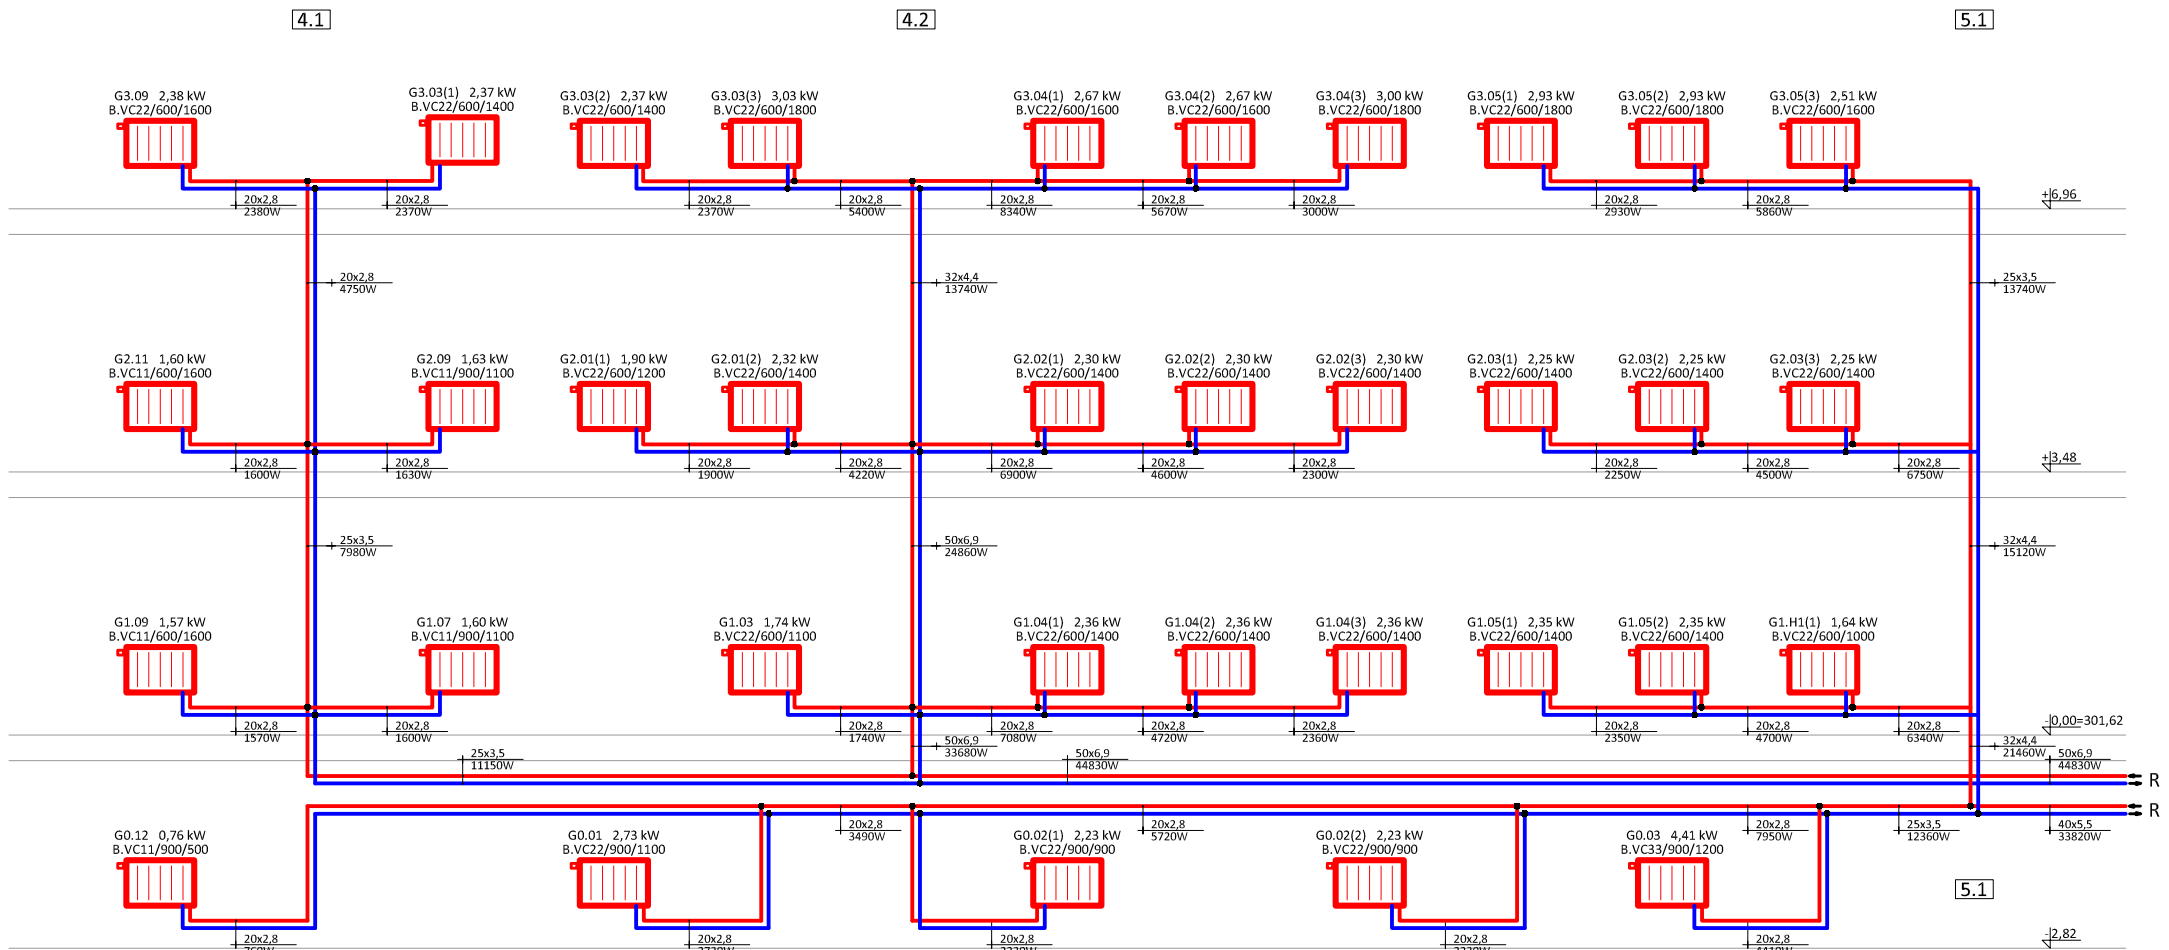 4.1
4.2
5.1
G3.09 2,38 kW
B.VC22/600/1600
G3.03(1) 2,37 kW
B.VC22/600/1400
G3.03(2) 2,37 kW
B.VC22/600/1400
G3.03(3) 3,03 kW
B.VC22/600/1800
G3.04(1) 2,67 kW
B.VC22/600/1600
G3.04(2) 2,67 kW
B.VC22/600/1600
G3.04(3) 3,00 kW
B.VC22/600/1800
G3.05(1) 2,93 kW
B.VC22/600/1800
G3.05(2) 2,93 kW
B.VC22/600/1800
G3.05(3) 2,51 kW
B.VC22/600/1600
20x2,8
2380W
20x2,8
2370W
20x2,8
2370W
20x2,8
5400W
20x2,8
8340W
20x2,8
5670W
20x2,8
3000W
20x2,8
2930W
20x2,8
5860W
+6,96
20x2,8
4750W
32x4,4
13740W
25x3,5
13740W
G2.11 1,60 kW
B.VC11/600/1600
G2.09 1,63 kW
B.VC11/900/1100
G2.01(1) 1,90 kW
B.VC22/600/1200
G2.01(2) 2,32 kW
B.VC22/600/1400
G2.02(1) 2,30 kW
B.VC22/600/1400
G2.02(2) 2,30 kW
B.VC22/600/1400
G2.02(3) 2,30 kW
B.VC22/600/1400
G2.03(1) 2,25 kW
B.VC22/600/1400
G2.03(2) 2,25 kW
B.VC22/600/1400
G2.03(3) 2,25 kW
B.VC22/600/1400
20x2,8
1600W
20x2,8
1630W
20x2,8
1900W
20x2,8
4220W
20x2,8
6900W
20x2,8
4600W
20x2,8
2300W
20x2,8
2250W
20x2,8
4500W
20x2,8
6750W
+3,48
25x3,5
7980W
50x6,9
24860W
32x4,4
15120W
G1.09 1,57 kW
B.VC11/600/1600
G1.07 1,60 kW
B.VC11/900/1100
G1.03 1,74 kW
B.VC22/600/1100
G1.04(1) 2,36 kW
B.VC22/600/1400
G1.04(2) 2,36 kW
B.VC22/600/1400
G1.04(3) 2,36 kW
B.VC22/600/1400
G1.05(1) 2,35 kW
B.VC22/600/1400
G1.05(2) 2,35 kW
B.VC22/600/1400
G1.H1(1) 1,64 kW
B.VC22/600/1000
20x2,8
1570W
20x2,8
1600W
20x2,8
1740W
20x2,8
7080W
20x2,8
4720W
20x2,8
2360W
20x2,8
2350W
20x2,8
4700W
20x2,8
6340W
-0,00=301,62
25x3,5
11150W
50x6,9
33680W
50x6,9
44830W
32x4,4
21460W
50x6,9
44830W
R
R
G0.12 0,76 kW
B.VC11/900/500
G0.01 2,73 kW
B.VC22/900/1100
20x2,8
3490W
G0.02(1) 2,23 kW
B.VC22/900/900
20x2,8
5720W
G0.02(2) 2,23 kW
B.VC22/900/900
G0.03 4,41 kW
B.VC33/900/1200
20x2,8
7950W
25x3,5
12360W
40x5,5
33820W
5.1
20x2,8
20x2,8
20x2,8
20x2,8
20x2,8
-2,82